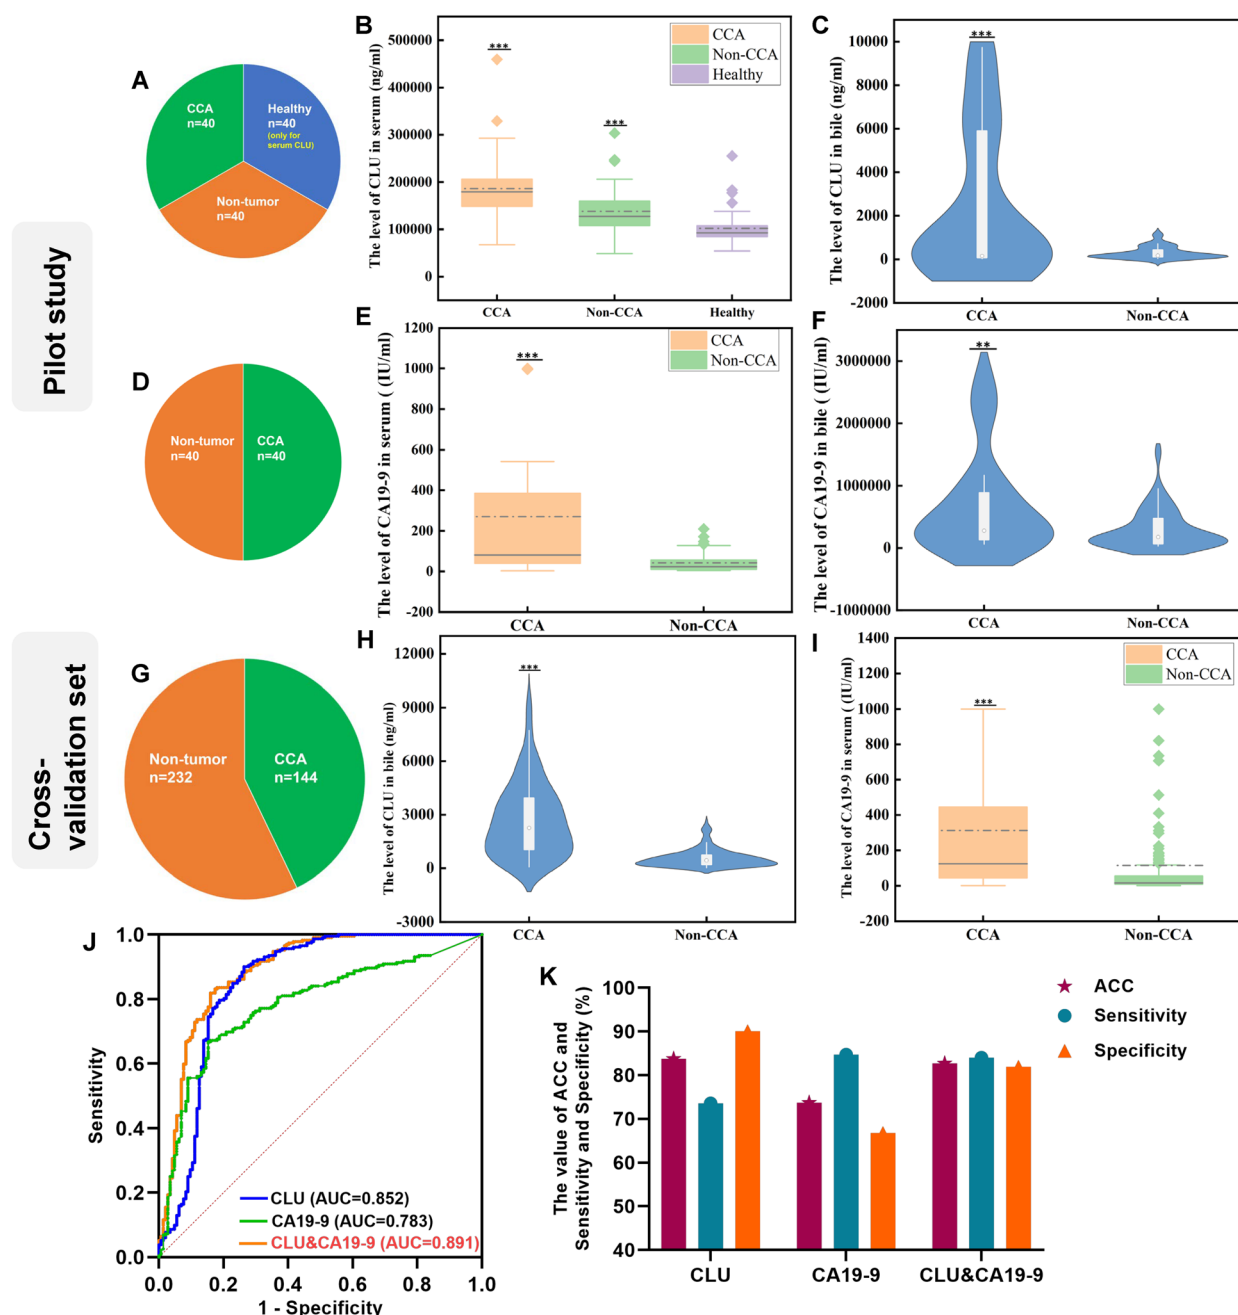 Pilot study
Cross-
validation set
A
CCA
n=40
Healthy
n=40
(only for
serum CLU)
Non-tumor
n=40
B
The level of CLU in serum (ng/ml)
500000
400000
300000
200000
100000
0
***
***
CCA
Non-CCA
Healthy
CCA
Non-CCA
Healthy
C
The level of CLU in bile (ng/ml)
10000
8000
6000
4000
2000
0
-2000
***
CCA
Non-CCA
D
Non-tumor
n=40
CCA
n=40
E
The level of CA19-9 in serum ( (IU/ml)
1200
1000
800
600
400
200
0
-200
***
CCA
Non-CCA
CCA
Non-CCA
F
The level of CA19-9 in bile ( (IU/ml)
3000000
2000000
1000000
0
-1000000
**
CCA
Non-CCA
G
Non-tumor
n=232
CCA
n=144
H
The level of CLU in bile (ng/ml)
12000
9000
6000
3000
0
-3000
***
CCA
Non-CCA
I
The level of CA19-9 in serum ( (IU/ml)
1400
1200
1000
800
600
400
200
0
-200
***
CCA
Non-CCA
CCA
Non-CCA
J
Sensitivity
1.0
0.8
0.6
0.4
0.2
0.0
CLU (AUC=0.852)
CA19-9 (AUC=0.783)
CLU&CA19-9 (AUC=0.891)
0.0
0.2
0.4
0.6
0.8
1.0
1 - Specificity
K
The value of ACC and
Sensitivity and Specificity (%)
100
90
80
70
60
50
40
ACC
Sensitivity
Specificity
CLU
CA19-9
CLU&CA19-9